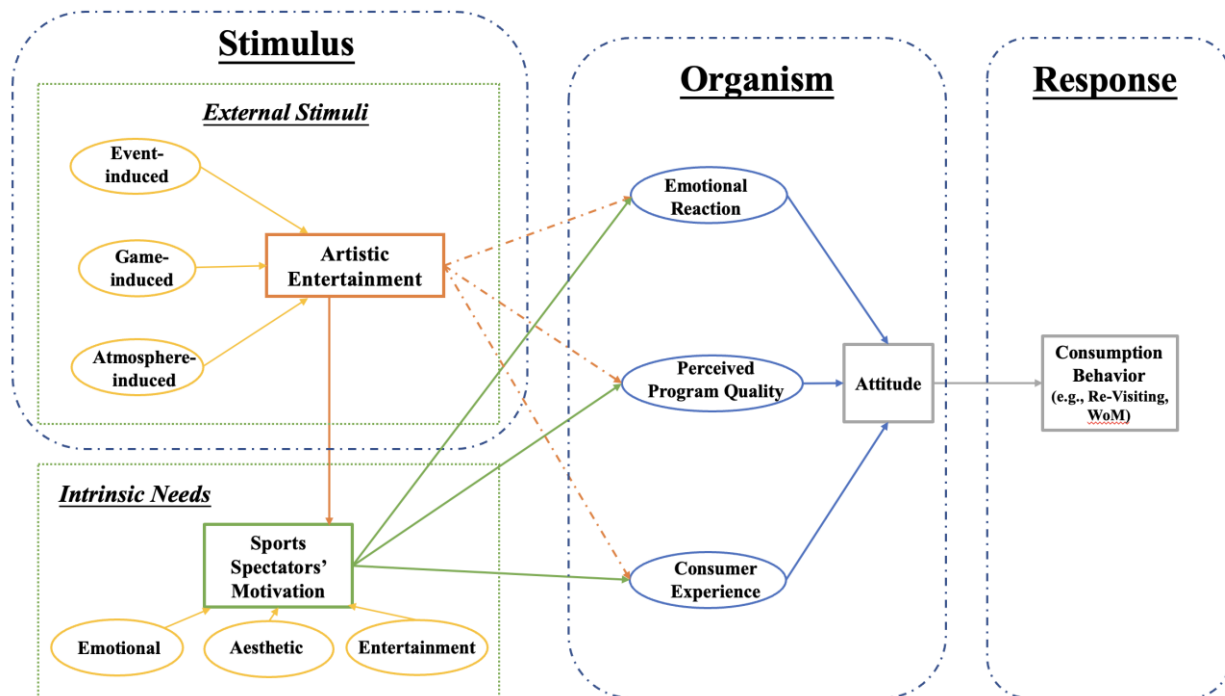 Stimulus
External Stimuli
Event-
induced
Game-
induced
Atmosphere-
induced
Artistic
Entertainment
Intrinsic Needs
Sports
Spectators’
Motivation
Emotional
Aesthetic
Entertainment
Organism
Emotional
Reaction
Perceived
Program Quality
Consumer
Experience
Attitude
Response
Consumption
Behavior
(e.g., Re-Visiting,
WoM)